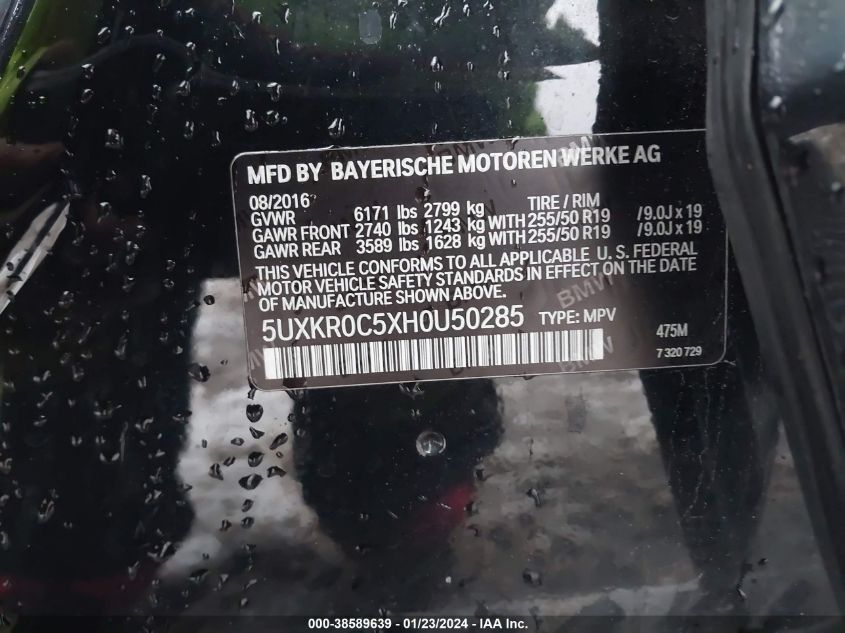 MFD BY BAYERISCHE MOTOREN WERKE AG
08/2016 TIRE / RIM
GVWR 6171 lbs 2799 kg
GAWR FRONT 2740 lbs 1243 kg WITH 255/50 R19 /9.0J x 19
GAWR REAR 3589 lbs 1628 kg WITH 255/50 R19 /9.0J x 19
THIS VEHICLE CONFORMS TO ALL APPLICABLE U. S. FEDERAL
MOTOR VEHICLE SAFETY STANDARDS IN EFFECT ON THE DATE
OF MANUFACTURE SHOWN ABOVE.
5UXKR0C5XH0U50285 TYPE: MPV 475M
7 320 729
BMW
BMW
000-38589639 - 01/23/2024 - IAA Inc.